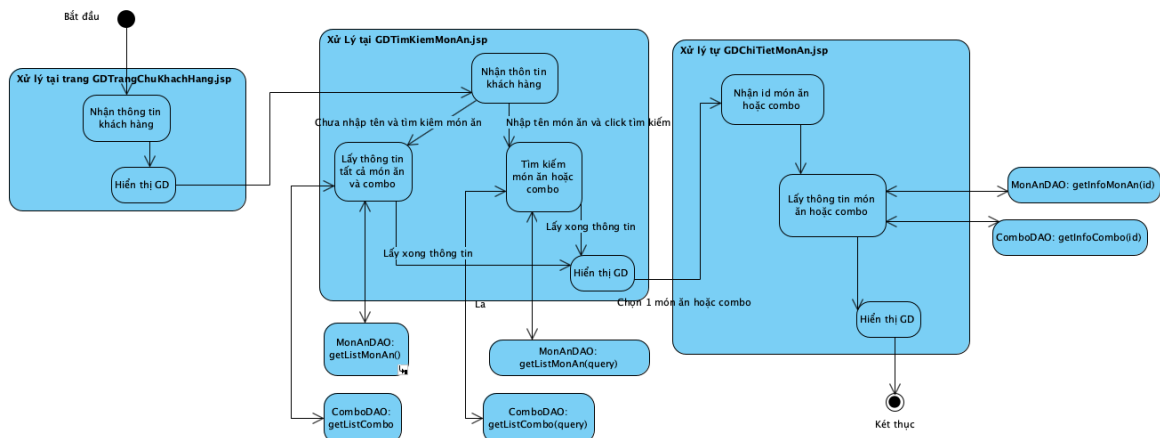 Bắt đầu
Xử lý tại trang GDTrangChuKhachHang.jsp
Nhận thông tin
khách hàng
Hiển thị GD
Xử Lý tại GDTimKiemMonAn.jsp
Nhận thôn tin
khách hàng
Chưa nhập tên và tìm kiêm món ăn
Nhập tên món ăn và click tìm kiếm
Lấy thông tin
tất cả món ăn
và combo
Tìm kiếm
món ăn hoặc
combo
Lấy xong thông tin
Lấy xong thông tin
Hiển thị GD
La
Chọn 1 món ăn hoặc combo
MonAnDAO:
getListMonAn()
MonAnDAO:
getListMonAn(query)
ComboDAO:
getListCombo
ComboDAO:
getListCombo(query)
Xử lý tự GDChiTietMonAn.jsp
Nhận id món ăn
hoặc combo
Lấy thông tin món
ăn hoặc combo
MonAnDAO: getInfoMonAn(id)
ComboDAO: getInfoCombo(id)
Hiển thị GD
Két thục